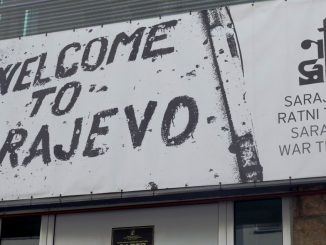 WELCOME
TO
RAJEVO
SARAJ
RATNI
SARA
WAR T